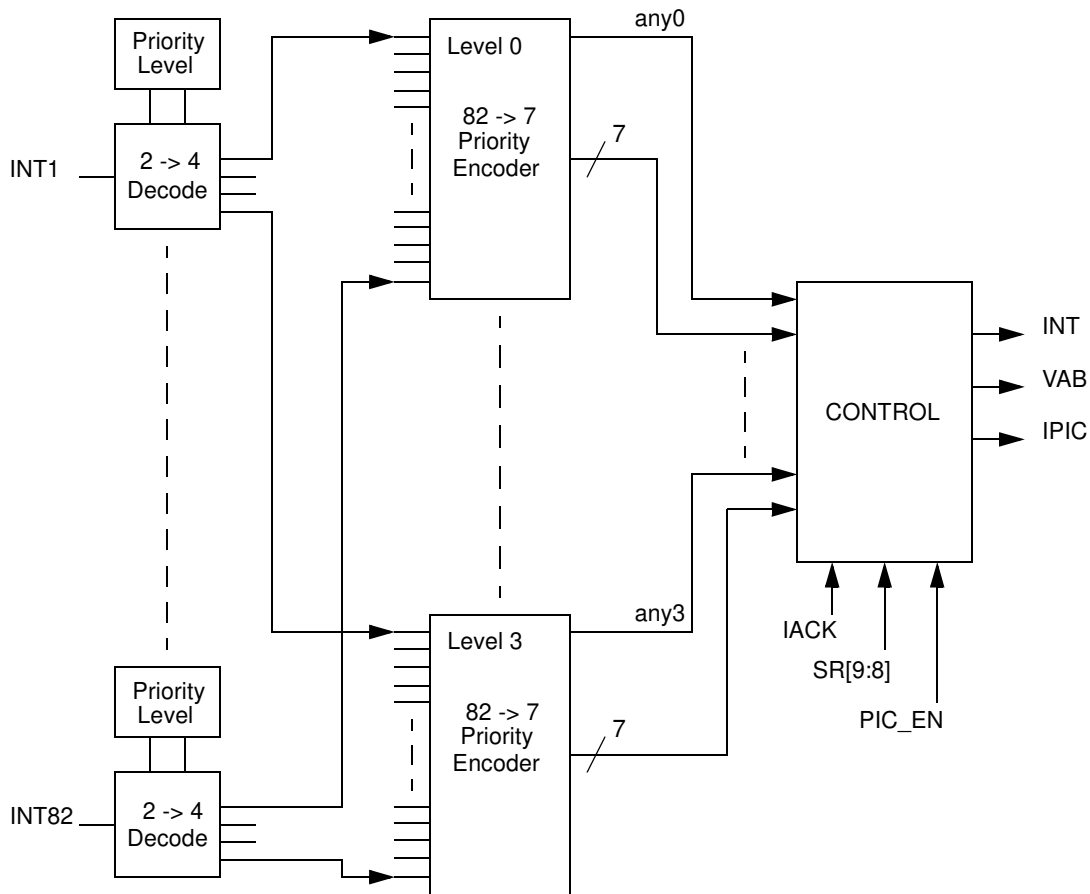 any0
Priority
Level
Level 0
82 -> 7
Priority
Encoder
7
2 -> 4
Decode
INT1
INT
VAB
IPIC
CONTROL
any3
IACK
SR[9:8]
PIC_EN
Level 3
82 -> 7
Priority
Encoder
7
Priority
Level
2 -> 4
Decode
INT82